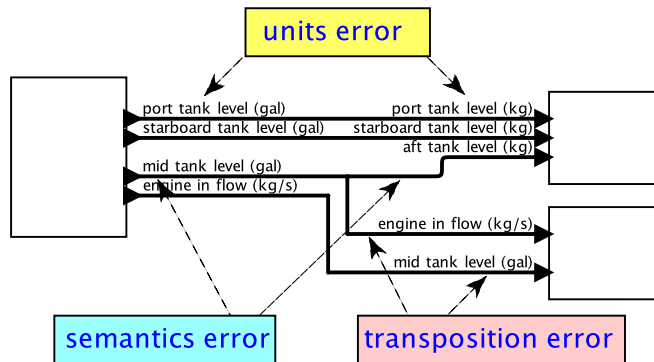 units error
port tank level (gal)
port tank level (kg)
starboard tank level (gal)
starboard tank level (kg)
aft tank level (kg)
mid tank level (gal)
engine in flow (kg/s)
engine in flow (kg/s)
mid tank level (gal)
semantics error
transposition error